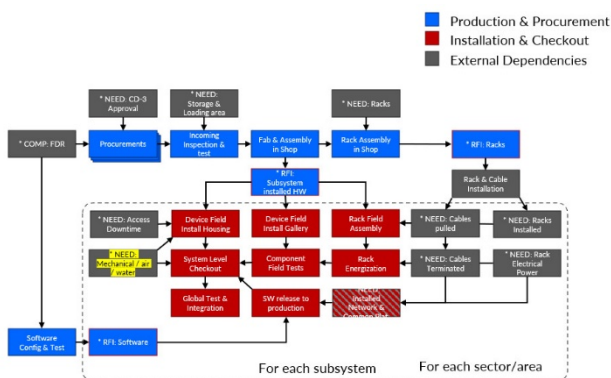 Production & Procurement
Installation & Checkout
External Dependencies
* NEED: CD-3
Approval
* NEED:
Storage &
Loading area
* NEED: Racks
* COMP: FDR
Procurements
Incoming
Inspection &
test
Fab & Assembly
in Shop
Rack Assembly
in Shop
* RFI: Racks
* RFI:
Subsystem
installed HW
Rack & Cable
Installation
* NEED: Access
Downtime
Device Field
Install Housing
Device Field
Install Gallery
Rack Field
Assembly
* NEED: Cables
pulled
* NEED: Racks
Installed
* NEED:
Mechanical / air
/ water
System Level
Checkout
Component
Field Tests
Rack
Energization
* NEED: Cables
Terminated
* NEED: Rack
Electrical
Power
Global Test &
Integration
SW release to
production
NEED: Installed
Network &
Software
Config & Test
* RFI: Software
For each subsystem
For each sector/area